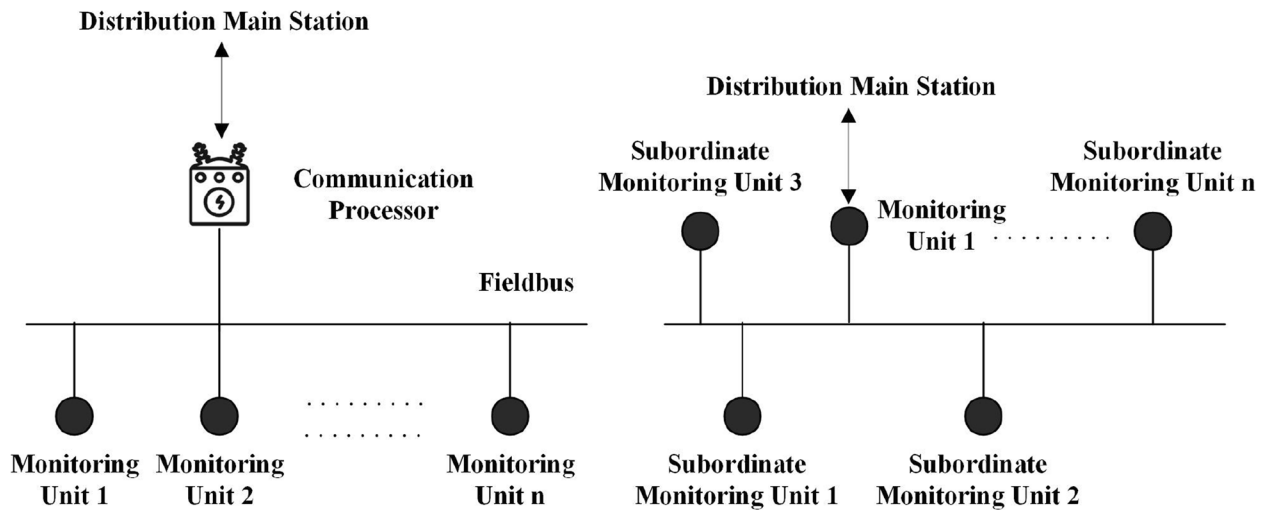 Distribution Main Station
Communication
Processor
Fieldbus
Monitoring
Unit 1
Monitoring
Unit 2
Monitoring
Unit n
Distribution Main Station
Subordinate
Monitoring Unit 3
Monitoring
Unit 1
Subordinate
Monitoring Unit n
Subordinate
Monitoring Unit 1
Subordinate
Monitoring Unit 2